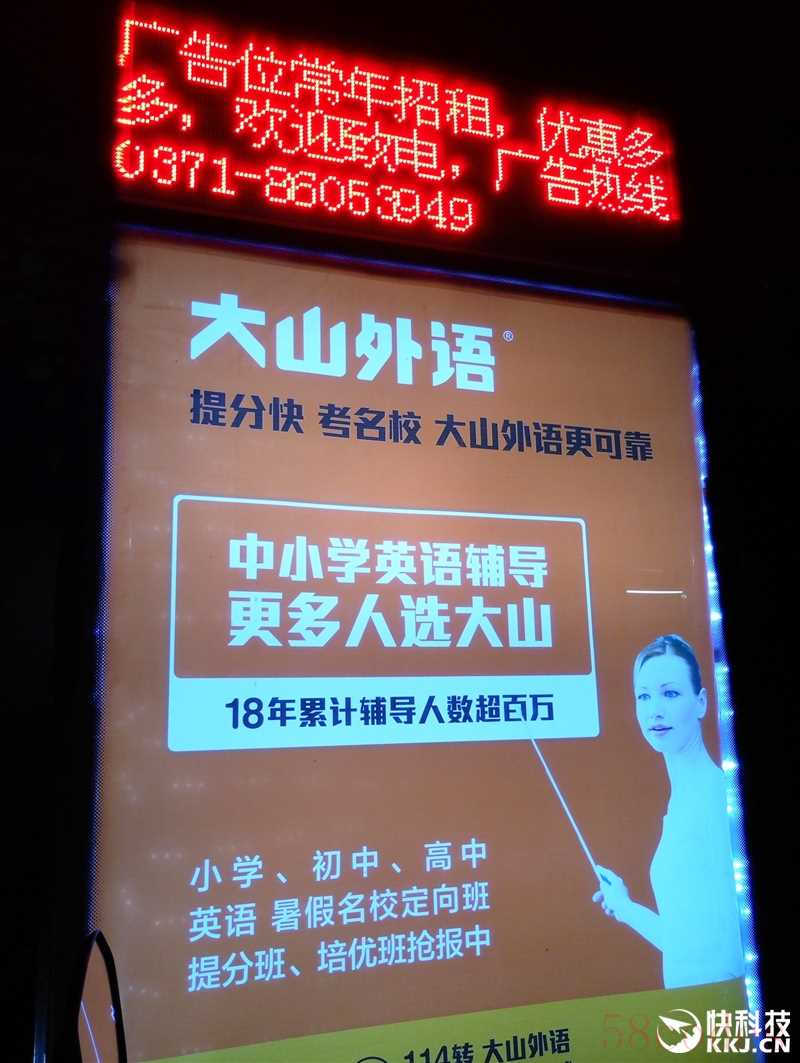 广告位常年招租，优惠多
多，欢迎致电，广告热线
0371-86053949
大山外语®
提分快 考名校 大山外语更可靠
中小学英语辅导
更多人选大山
18年累计辅导人数超百万
小学、初中、高中
英语 暑假名校定向班
提分班、培优班抢报中
114转 大山外语
58
快科技
KKJ.CN